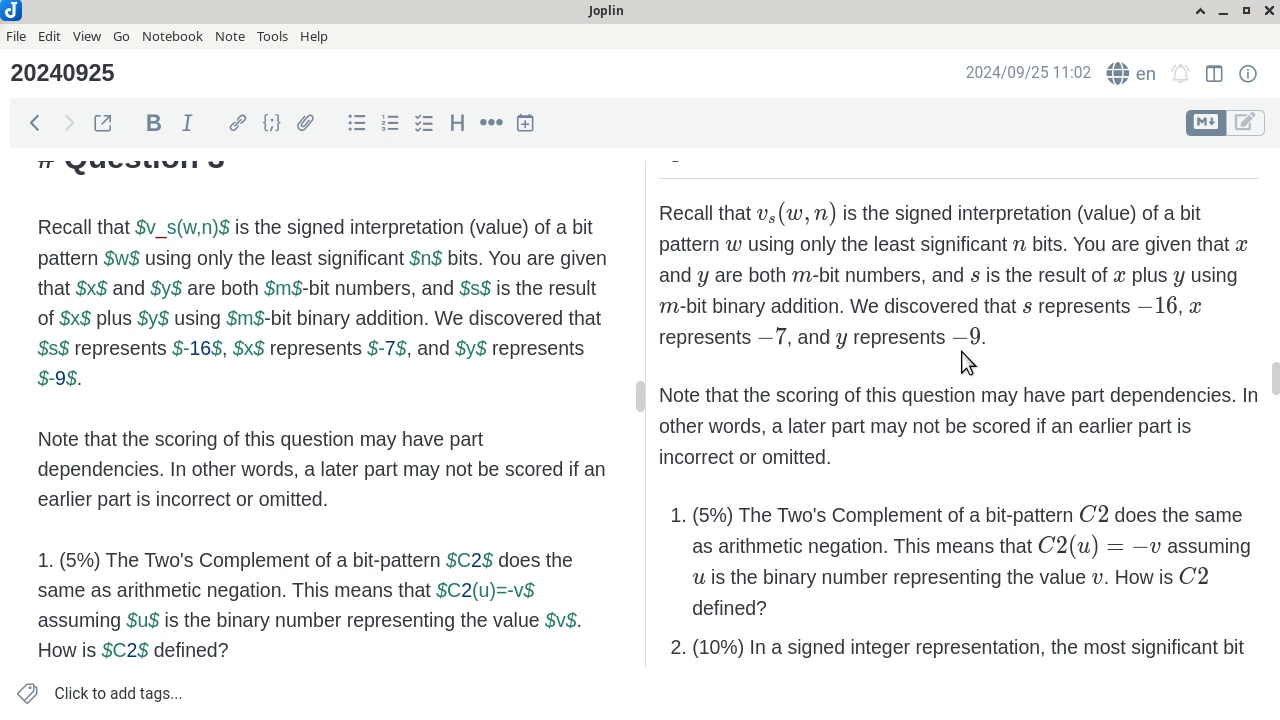 Joplin
File Edit View Go Notebook Note Tools Help
20240925
2024/09/25 11:02
en
# Question
Recall that $v_s(w,n)$ is the signed interpretation (value) of a bit
pattern $w$ using only the least significant $n$ bits. You are given
that $x$ and $y$ are both $m$-bit numbers, and $s$ is the result
of $x$ plus $y$ using $m$-bit binary addition. We discovered that
$s$ represents $-16$, $x$ represents $-7$, and $y$ represents
$-9$.
Note that the scoring of this question may have part
dependencies. In other words, a later part may not be scored if an
earlier part is incorrect or omitted.
1. (5%) The Two's Complement of a bit-pattern $C2$ does the
same as arithmetic negation. This means that $C2(u)=-v$
assuming $u$ is the binary number representing the value $v$.
How is $C2$ defined?
Recall that v_s(w, n) is the signed interpretation (value) of a bit
pattern w using only the least significant n bits. You are given that x
and y are both m-bit numbers, and s is the result of x plus y using
m-bit binary addition. We discovered that s represents −16, x
represents −7, and y represents −9.
Note that the scoring of this question may have part dependencies. In
other words, a later part may not be scored if an earlier part is
incorrect or omitted.
1. (5%) The Two's Complement of a bit-pattern C2 does the same
as arithmetic negation. This means that C2(u) = −v assuming
u is the binary number representing the value v. How is C2
defined?
2. (10%) In a signed integer representation, the most significant bit
Click to add tags...